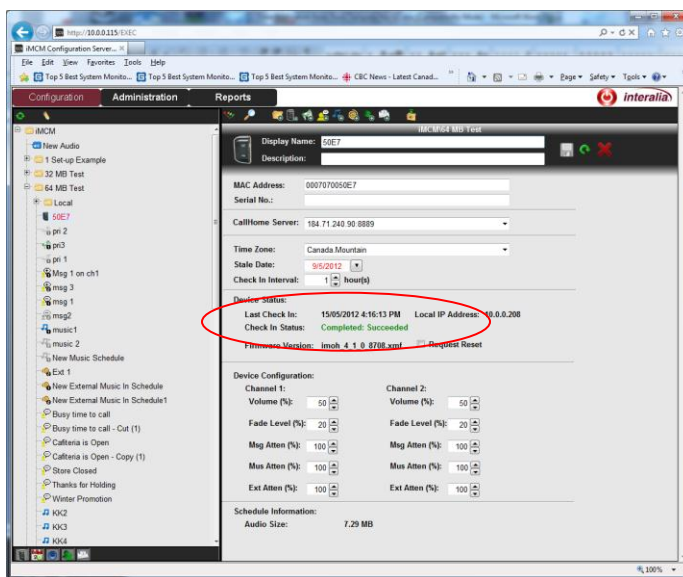 http://10.0.0.115/EXEC
iMCM Configuration Server...
File Edit View Favorites Tools Help
Top 5 Best System Monito... Top 5 Best System Monito... Top 5 Best System Monito... CBC News - Latest Canad... Page Safety Tools
Configuration Administration Reports interalia
iMCM
New Audio
1 Set-up Example
32 MB Test
64 MB Test
Local
50E7
pri 2
pri3
pri 1
Msg 1 on ch1
msg 3
msg 1
msg2
music1
music 2
New Music Schedule
Ext 1
New External Music In Schedule
New External Music In Schedule1
Busy time to call
Busy time to call - Cut (1)
Cafiteria is Open
Cafiteria is Open - Copy (1)
Store Closed
Thanks for Holding
Winter Promotion
KK2
KK3
KK4
iMCM\64 MB Test
Display Name: 50E7
Description:
MAC Address: 0007070050E7
Serial No.:
CallHome Server: 184.71.240.90:8889
Time Zone: Canada.Mountain
Stale Date: 9/5/2012
Check In Interval: 1 hour(s)
Device Status:
Last Check In: 15/05/2012 4:16:13 PM Local IP Address: 10.0.0.208
Check In Status: Completed: Succeeded
Firmware Version: imoh_4_1_0_8708.xmf Request Reset
Device Configuration:
Channel 1: Channel 2:
Volume (%): 50 Volume (%): 50
Fade Level (%): 20 Fade Level (%): 20
Msg Atten (%): 100 Msg Atten (%): 100
Mus Atten (%): 100 Mus Atten (%): 100
Ext Atten (%): 100 Ext Atten (%): 100
Schedule Information:
Audio Size: 7.29 MB
100%